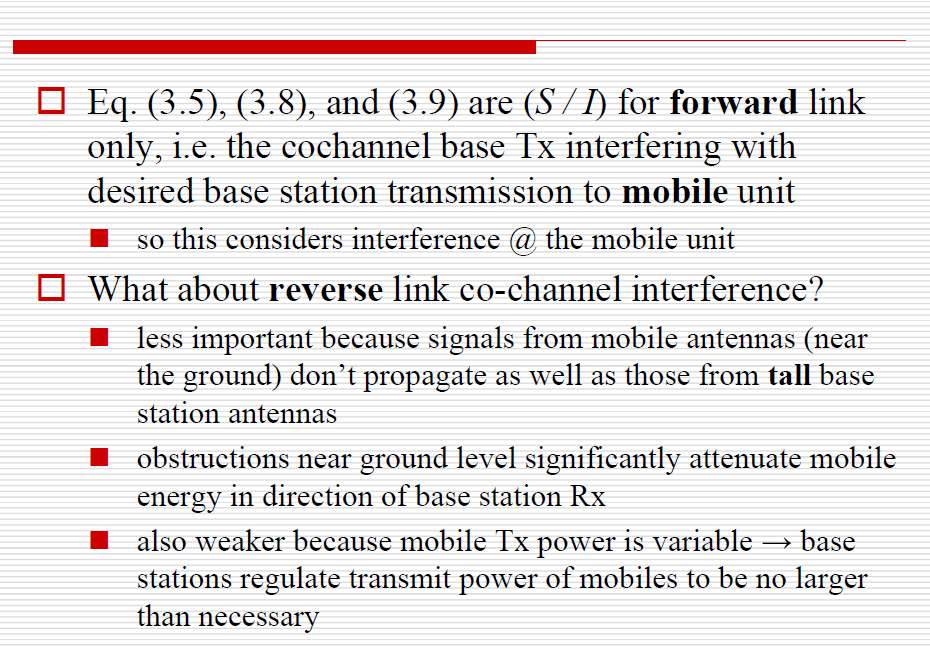 Eq. (3.5), (3.8), and (3.9) are (S / I) for forward link
only, i.e. the cochannel base Tx interfering with
desired base station transmission to mobile unit
so this considers interference @ the mobile unit
What about reverse link co-channel interference?
less important because signals from mobile antennas (near
the ground) don’t propagate as well as those from tall base
station antennas
obstructions near ground level significantly attenuate mobile
energy in direction of base station Rx
also weaker because mobile Tx power is variable → base
stations regulate transmit power of mobiles to be no larger
than necessary